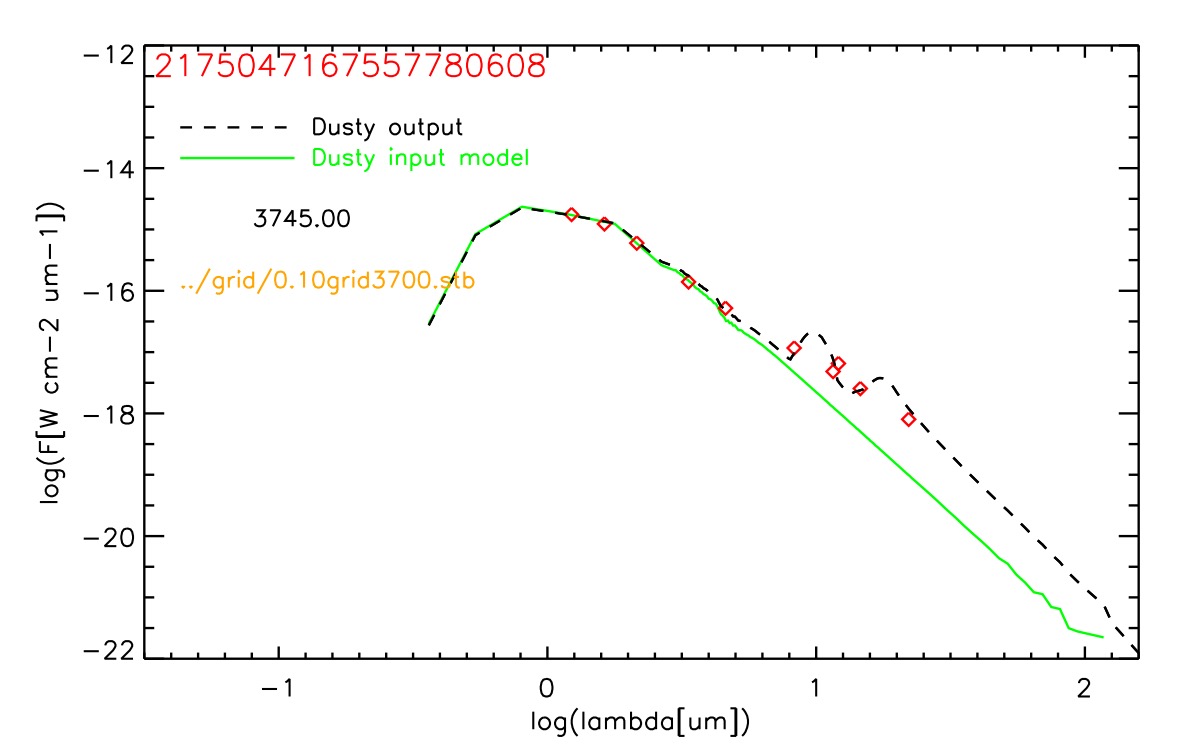 -12
2175047167557780608
Dusty output
Dusty input model
-14
3745.00
../grid/0.10grid3700.stb
-16
-18
-20
-22
log(F[W cm-2 um-1])
-1 0 1 2
log(lambda[um])